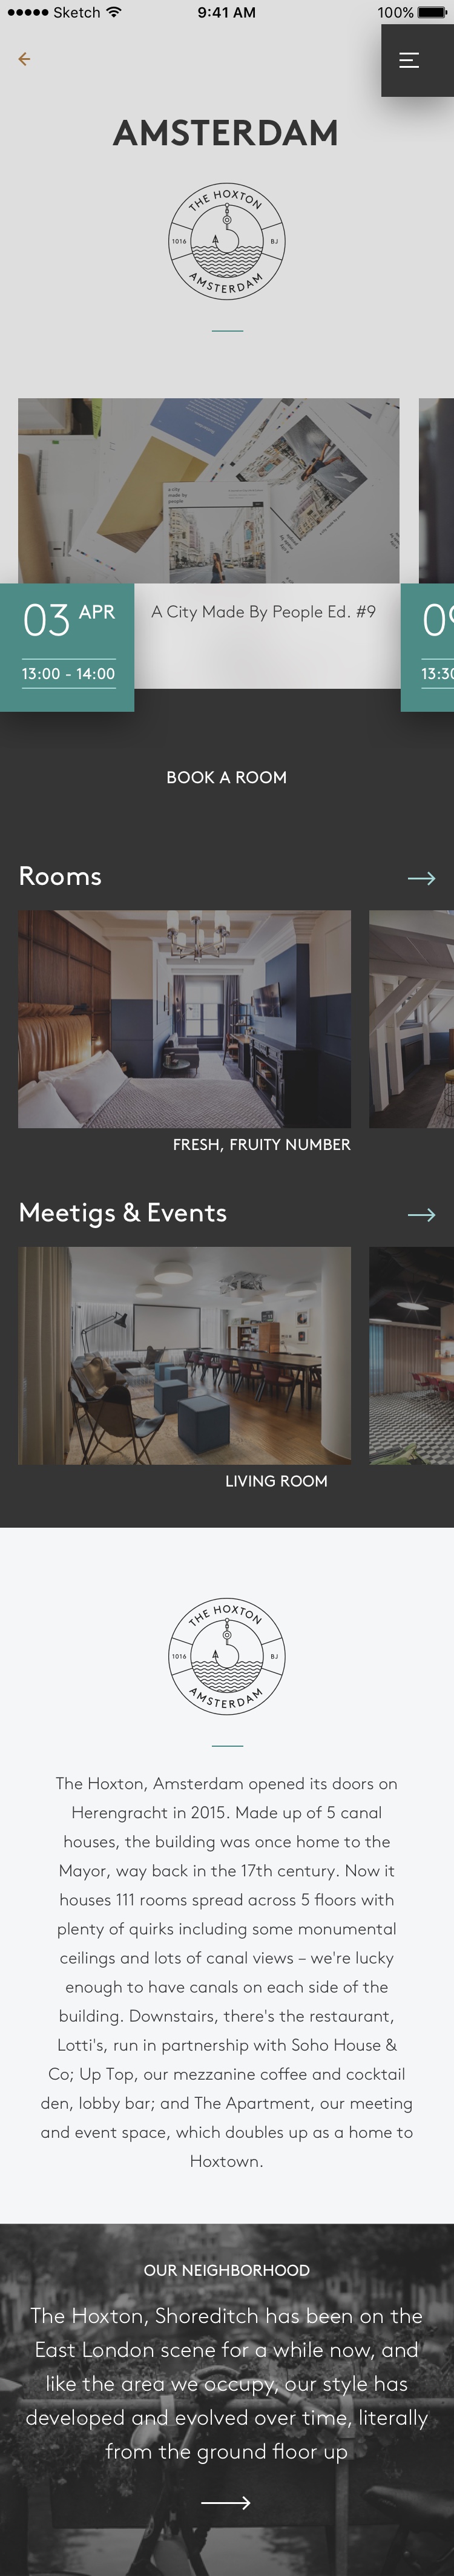 ●●●●● Sketch 9:41 AM 100%
AMSTERDAM
THE HOXTON
1016 BJ
AMSTERDAM
a city
made by
people
03 APR
A City Made By People Ed. #9
13:00 - 14:00
BOOK A ROOM
Rooms
FRESH, FRUITY NUMBER
Meetigs & Events
LIVING ROOM
THE HOXTON
1016 BJ
AMSTERDAM
The Hoxton, Amsterdam opened its doors on
Herengracht in 2015. Made up of 5 canal
houses, the building was once home to the
Mayor, way back in the 17th century. Now it
houses 111 rooms spread across 5 floors with
plenty of quirks including some monumental
ceilings and lots of canal views – we're lucky
enough to have canals on each side of the
building. Downstairs, there's the restaurant,
Lotti's, run in partnership with Soho House &
Co; Up Top, our mezzanine coffee and cocktail
den, lobby bar; and The Apartment, our meeting
and event space, which doubles up as a home to
Hoxtown.
OUR NEIGHBORHOOD
The Hoxton, Shoreditch has been on the
East London scene for a while now, and
like the area we occupy, our style has
developed and evolved over time, literally
from the ground floor up